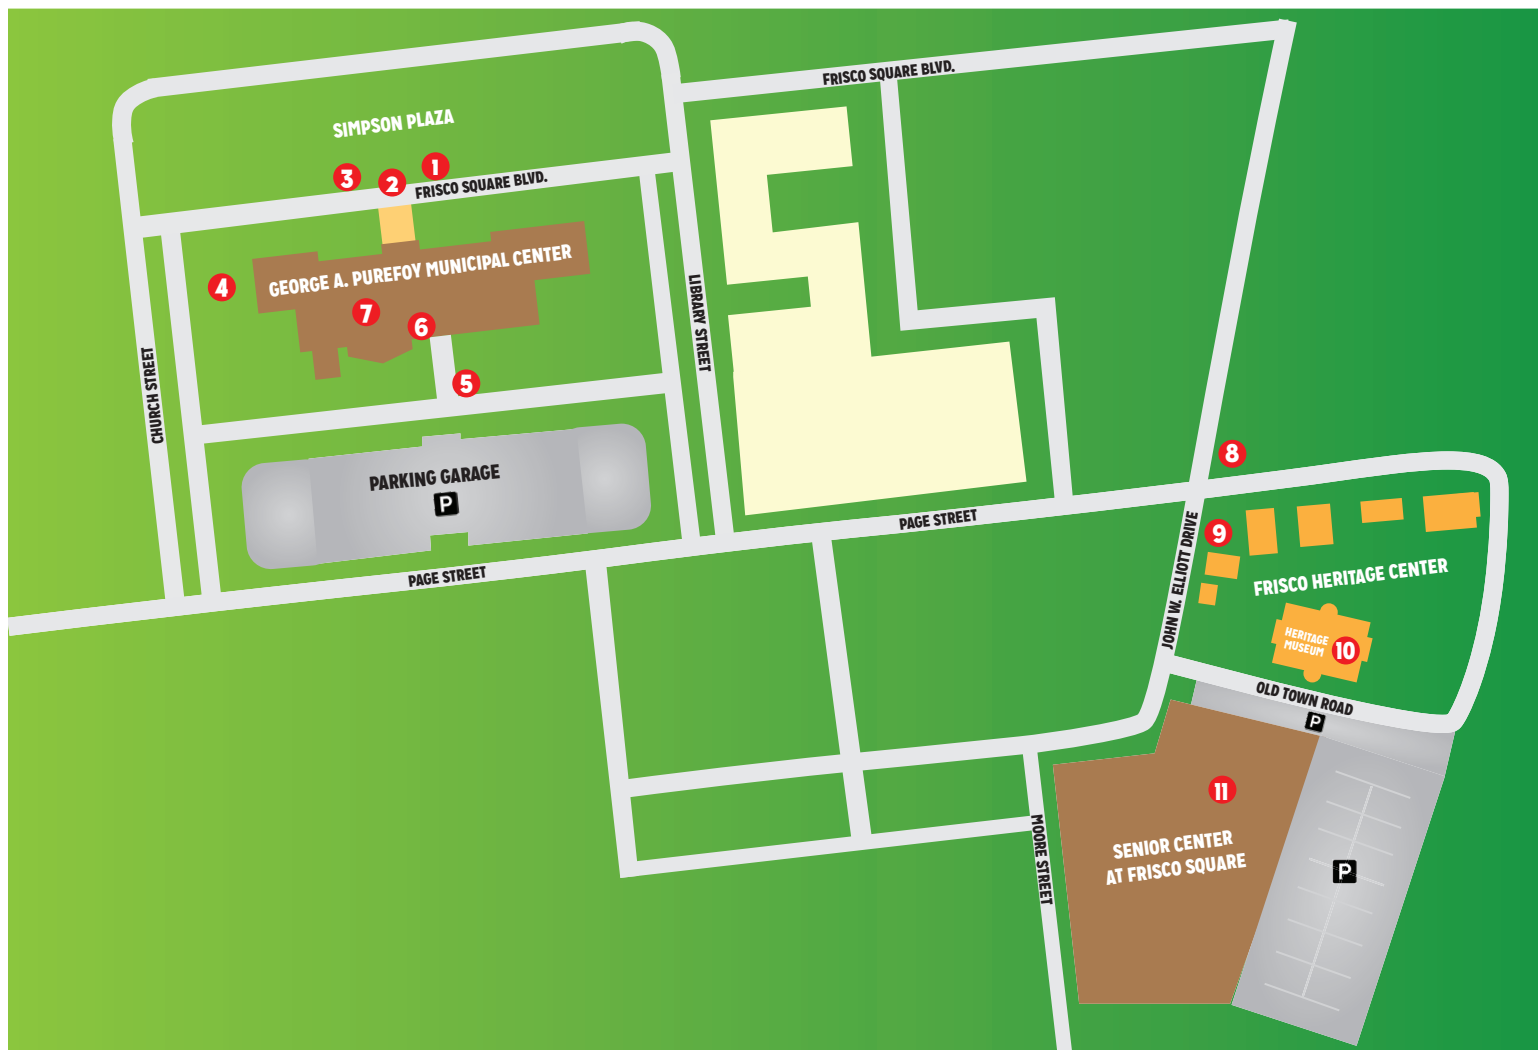 FRISCO SQUARE BLVD.
SIMPSON PLAZA
1
2
3
FRISCO SQUARE BLVD.
GEORGE A. PUREFOY MUNICIPAL CENTER
4
7
6
5
LIBRARY STREET
CHURCH STREET
PARKING GARAGE
P
PAGE STREET
PAGE STREET
8
9
JOHN W. ELLIOTT DRIVE
FRISCO HERITAGE CENTER
HERITAGE
MUSEUM
10
OLD TOWN ROAD
P
11
SENIOR CENTER
AT FRISCO SQUARE
MOORE STREET
P